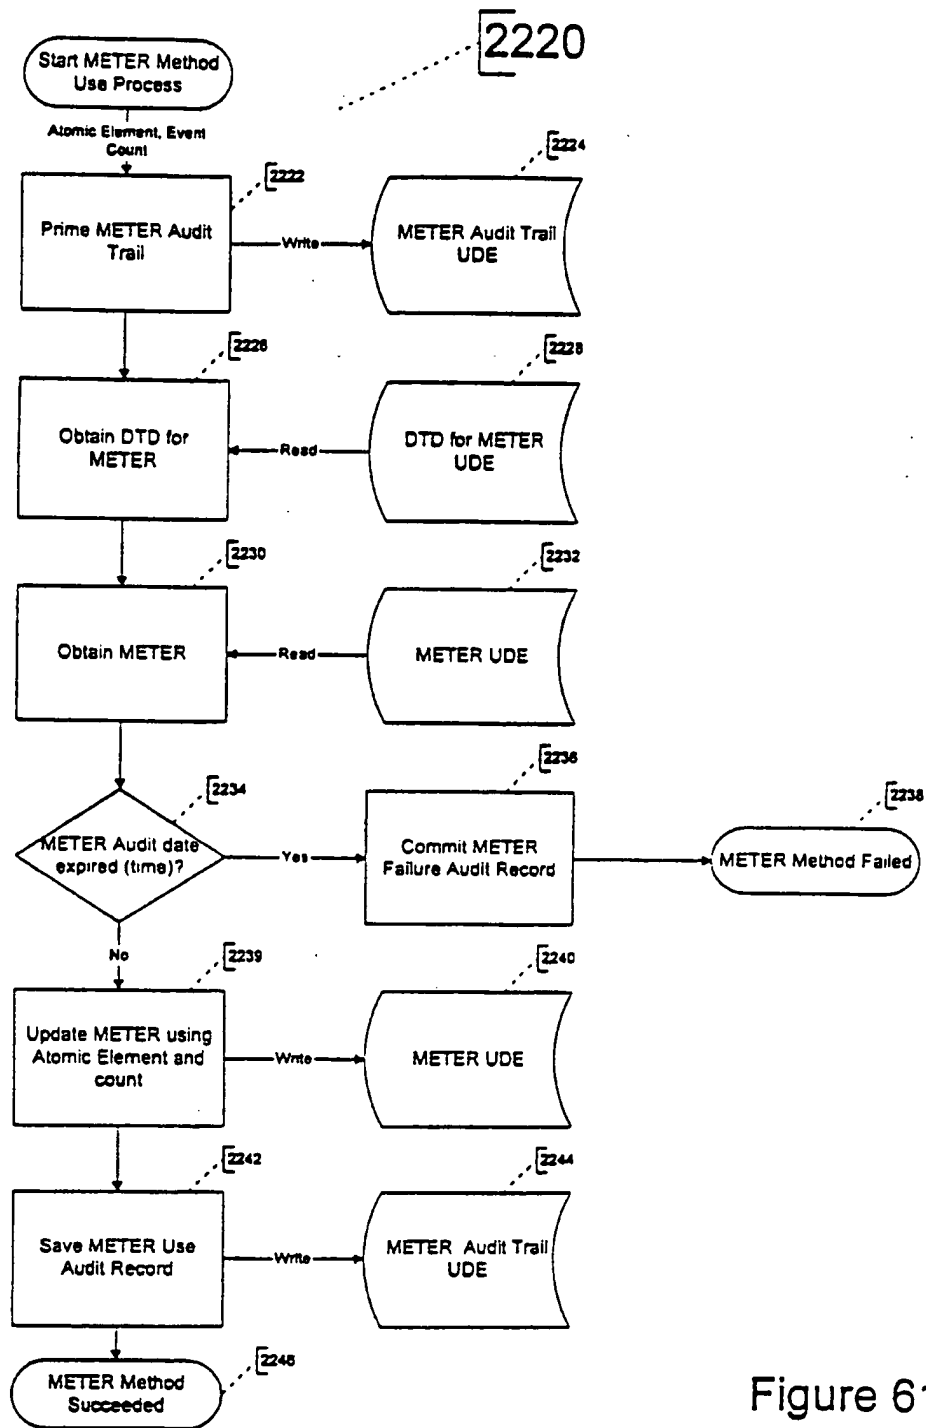 2220
Start METER Method
Use Process
Atomic Element, Event
Count
2222
2224
Prime METER Audit
Trail
Write
METER Audit Trail
UDE
2226
2228
Obtain DTD for
METER
Read
DTD for METER
UDE
2230
2232
Obtain METER
Read
METER UDE
2234
2236
2238
METER Audit date
expired (time)?
Yes
Commit METER
Failure Audit Record
METER Method Failed
No
2239
2240
Update METER using
Atomic Element and
count
Write
METER UDE
2242
2244
Save METER Use
Audit Record
Write
METER Audit Trail
UDE
2246
METER Method
Succeeded
Figure 61